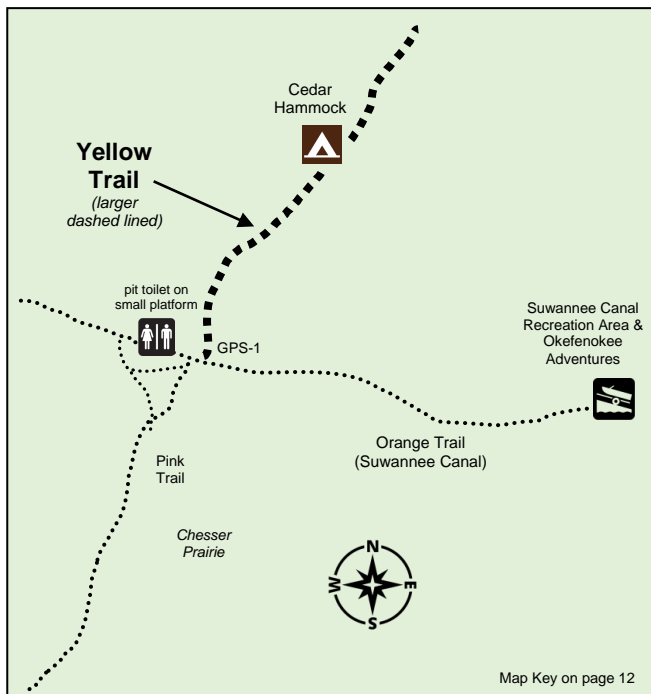 Cedar
Hammock
Yellow
Trail
(larger
dashed lined)
pit toilet on
small platform
GPS-1
Suwannee Canal
Recreation Area &
Okefenokee
Adventures
Orange Trail
(Suwannee Canal)
Pink
Trail
Chesser
Prairie
N
W
E
S
Map Key on page 12